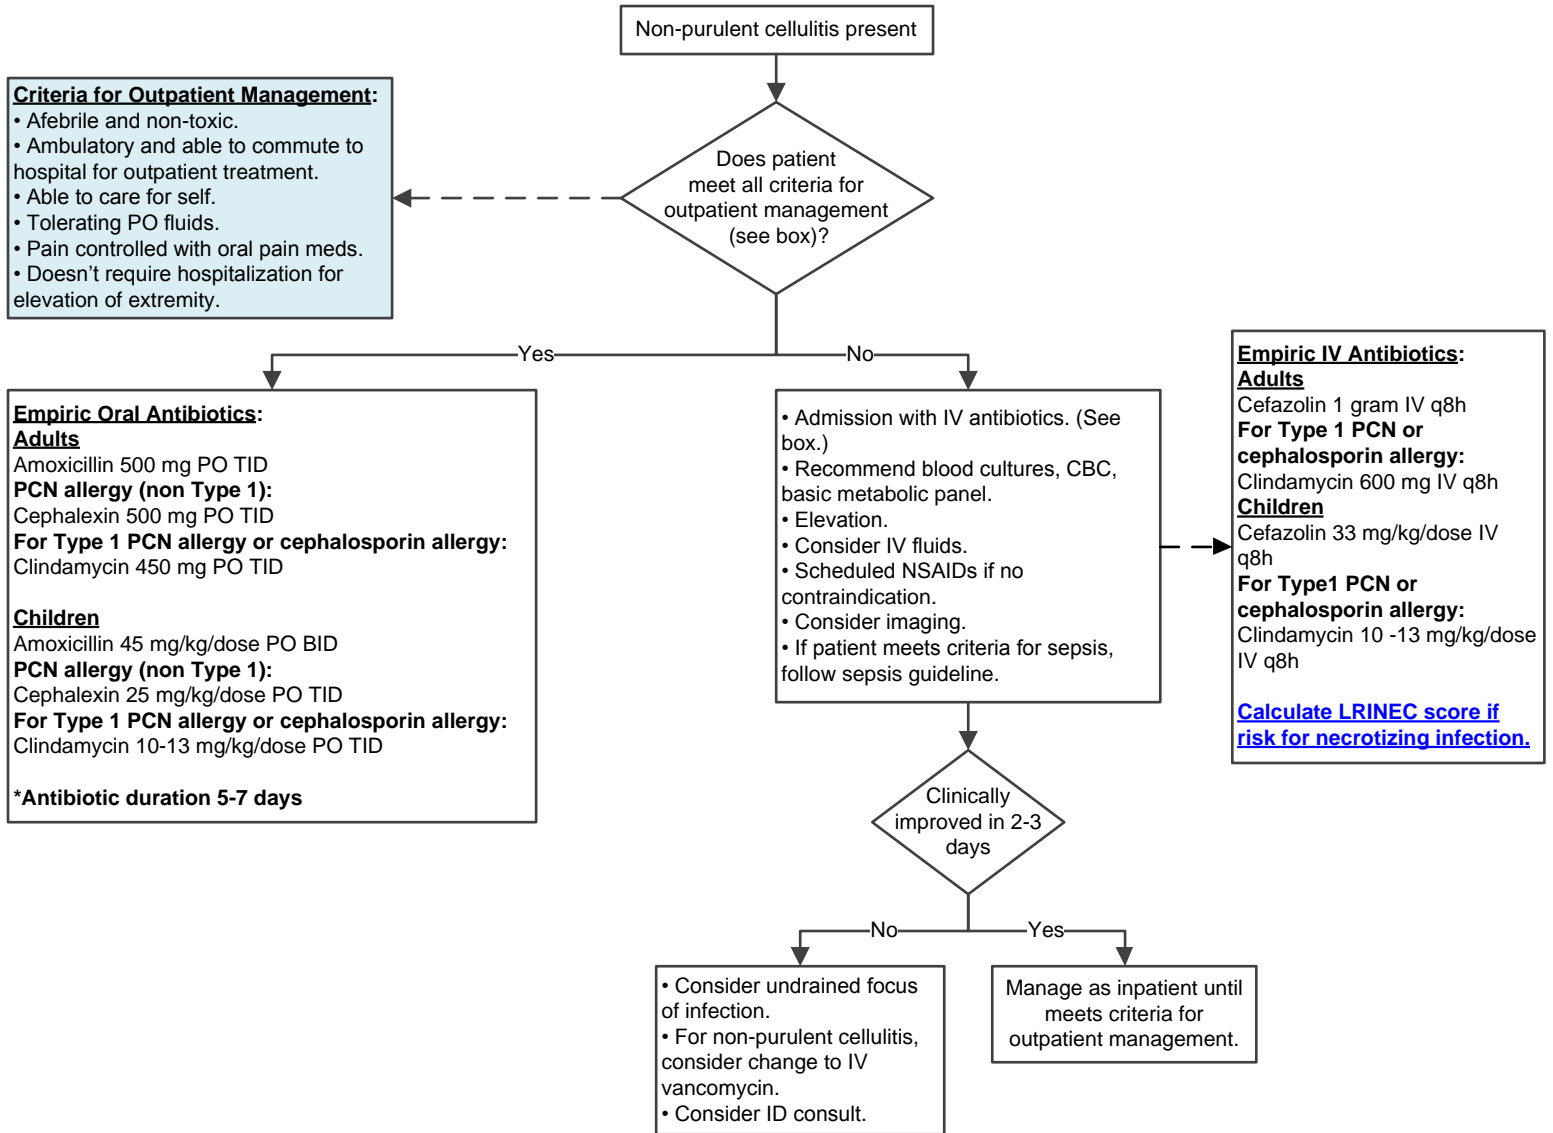 Non-purulent cellulitis present
Criteria for Outpatient Management:
• Afebrile and non-toxic.
• Ambulatory and able to commute to
hospital for outpatient treatment.
• Able to care for self.
• Tolerating PO fluids.
• Pain controlled with oral pain meds.
• Doesn't require hospitalization for
elevation of extremity.
Does patient
meet all criteria for
outpatient management
(see box)?
Yes
No
Empiric Oral Antibiotics:
Adults
Amoxicillin 500 mg PO TID
PCN allergy (non Type 1):
Cephalexin 500 mg PO TID
For Type 1 PCN allergy or cephalosporin allergy:
Clindamycin 450 mg PO TID
Children
Amoxicillin 45 mg/kg/dose PO BID
PCN allergy (non Type 1):
Cephalexin 25 mg/kg/dose PO TID
For Type 1 PCN allergy or cephalosporin allergy:
Clindamycin 10-13 mg/kg/dose PO TID
*Antibiotic duration 5-7 days
• Admission with IV antibiotics. (See
box.)
• Recommend blood cultures, CBC,
basic metabolic panel.
• Elevation.
• Consider IV fluids.
• Scheduled NSAIDs if no
contraindication.
• Consider imaging.
• If patient meets criteria for sepsis,
follow sepsis guideline.
Empiric IV Antibiotics:
Adults
Cefazolin 1 gram IV q8h
For Type 1 PCN or
cephalosporin allergy:
Clindamycin 600 mg IV q8h
Children
Cefazolin 33 mg/kg/dose IV
q8h
For Type1 PCN or
cephalosporin allergy:
Clindamycin 10 -13 mg/kg/dose
IV q8h
Calculate LRINEC score if
risk for necrotizing infection.
Clinically
improved in 2-3
days
No
Yes
• Consider undrained focus
of infection.
• For non-purulent cellulitis,
consider change to IV
vancomycin.
• Consider ID consult.
Manage as inpatient until
meets criteria for
outpatient management.